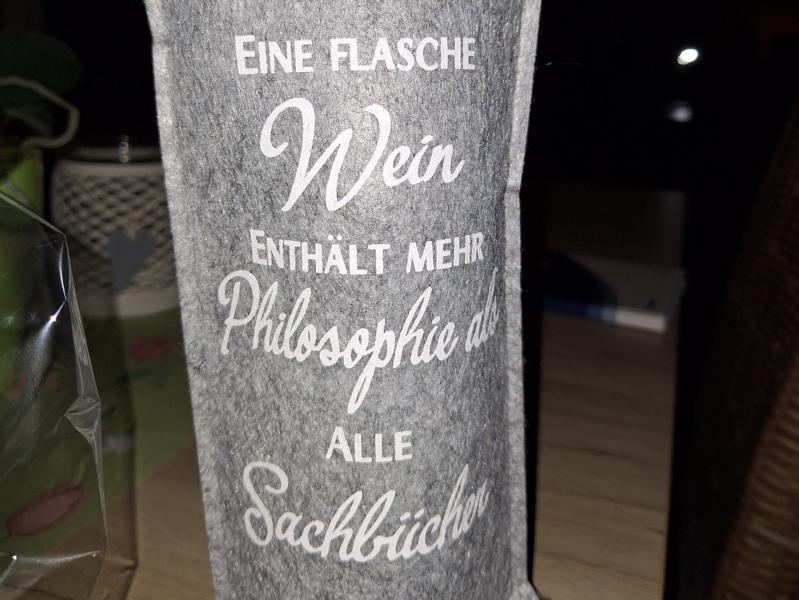 EINE FLASCHE
Wein
ENTHÄLT MEHR
Philosophie als
ALLE
Sachbücher